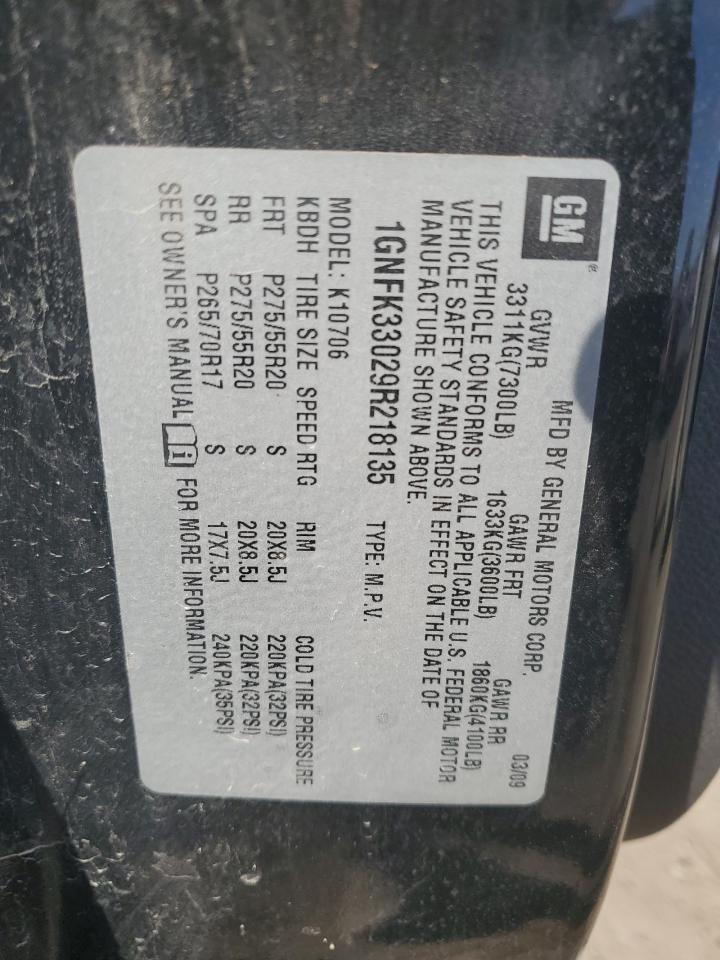 GM®
MFD BY GENERAL MOTORS CORP. 03/09
GVWR GAWR FRT GAWR RR
3311KG(7300LB) 1633KG(3600LB) 1860KG(4100LB)
THIS VEHICLE CONFORMS TO ALL APPLICABLE U.S. FEDERAL MOTOR
VEHICLE SAFETY STANDARDS IN EFFECT ON THE DATE OF
MANUFACTURE SHOWN ABOVE.
1GNFK33029R218135 TYPE: M.P.V.
MODEL: K10706
KBDH TIRE SIZE SPEED RTG RIM COLD TIRE PRESSURE
FRT P275/55R20 S 20X8.5J 220KPA(32PSI)
RR P275/55R20 S 20X8.5J 220KPA(32PSI)
SPA P265/70R17 S 17X7.5J 240KPA(35PSI)
SEE OWNER'S MANUAL FOR MORE INFORMATION.